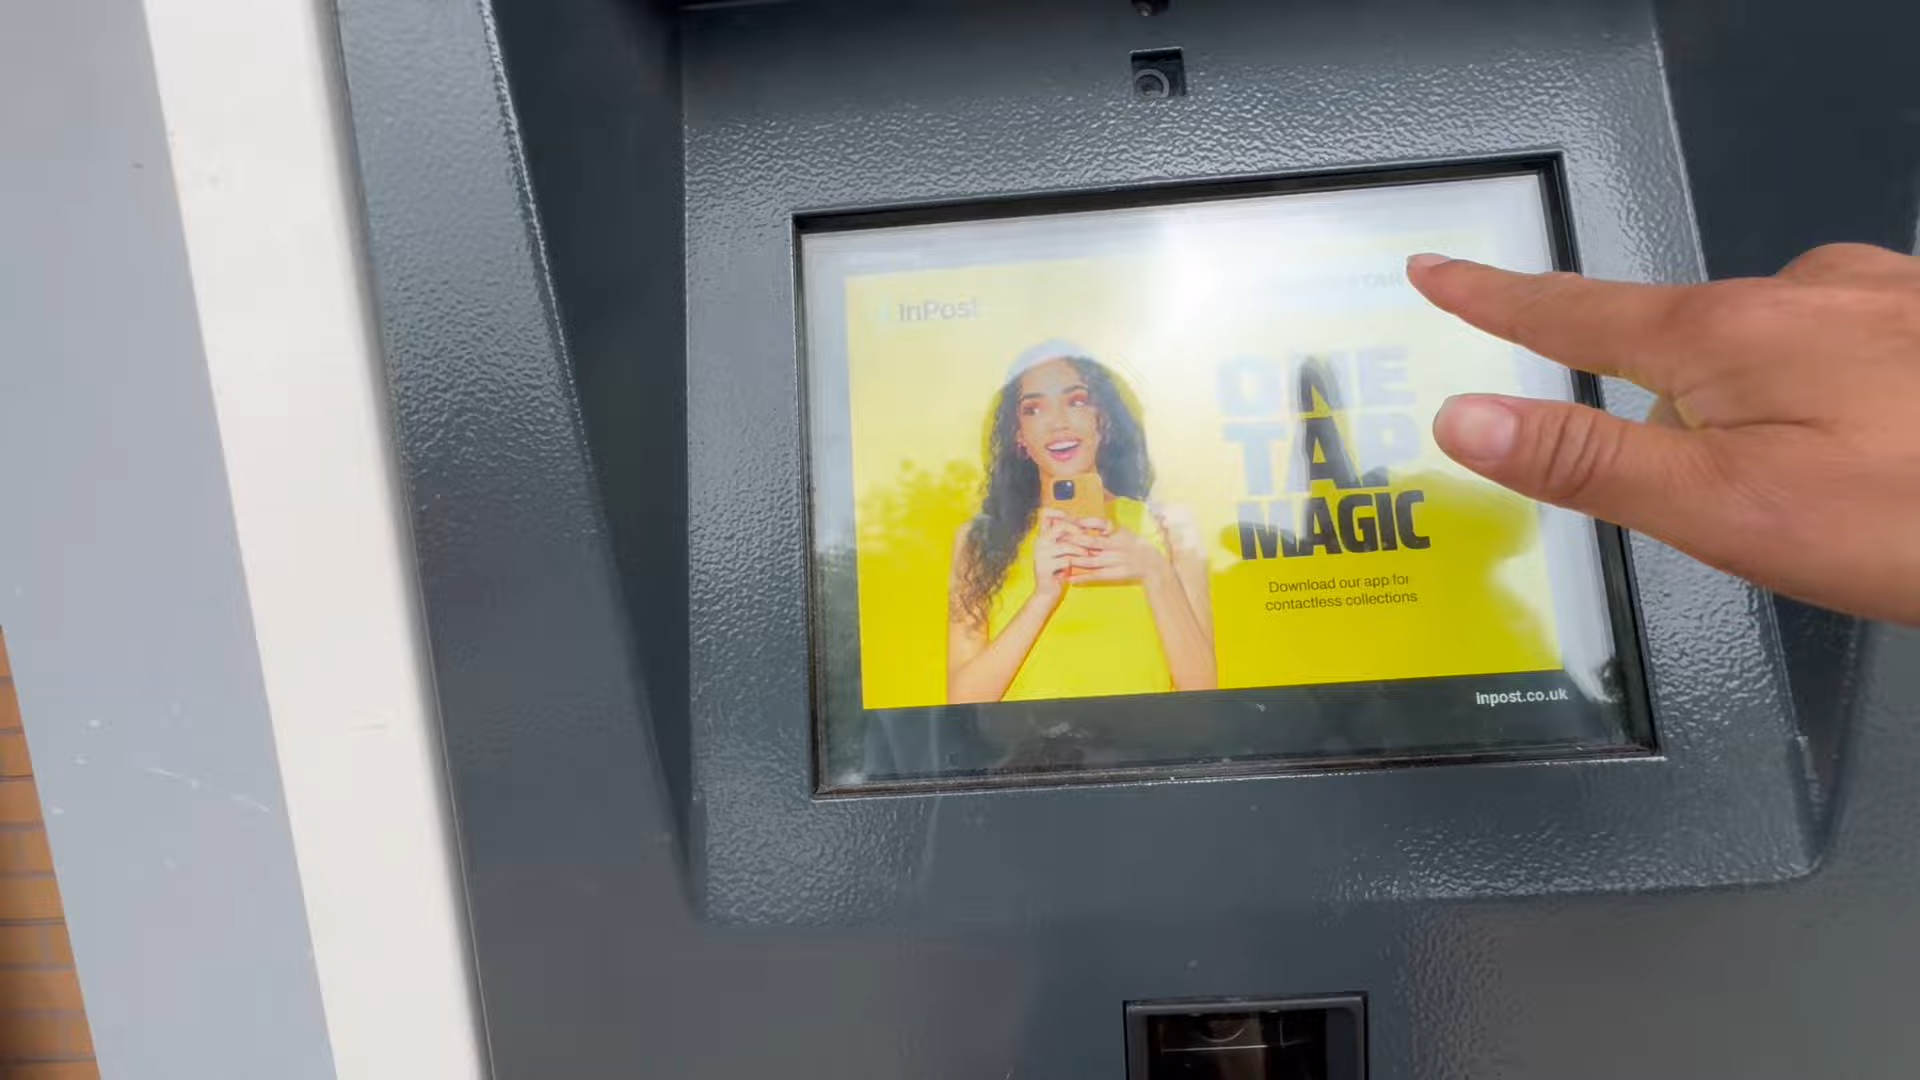 InPost
ONE
TAP
MAGIC
Download our app for
contactless collections
inpost.co.uk